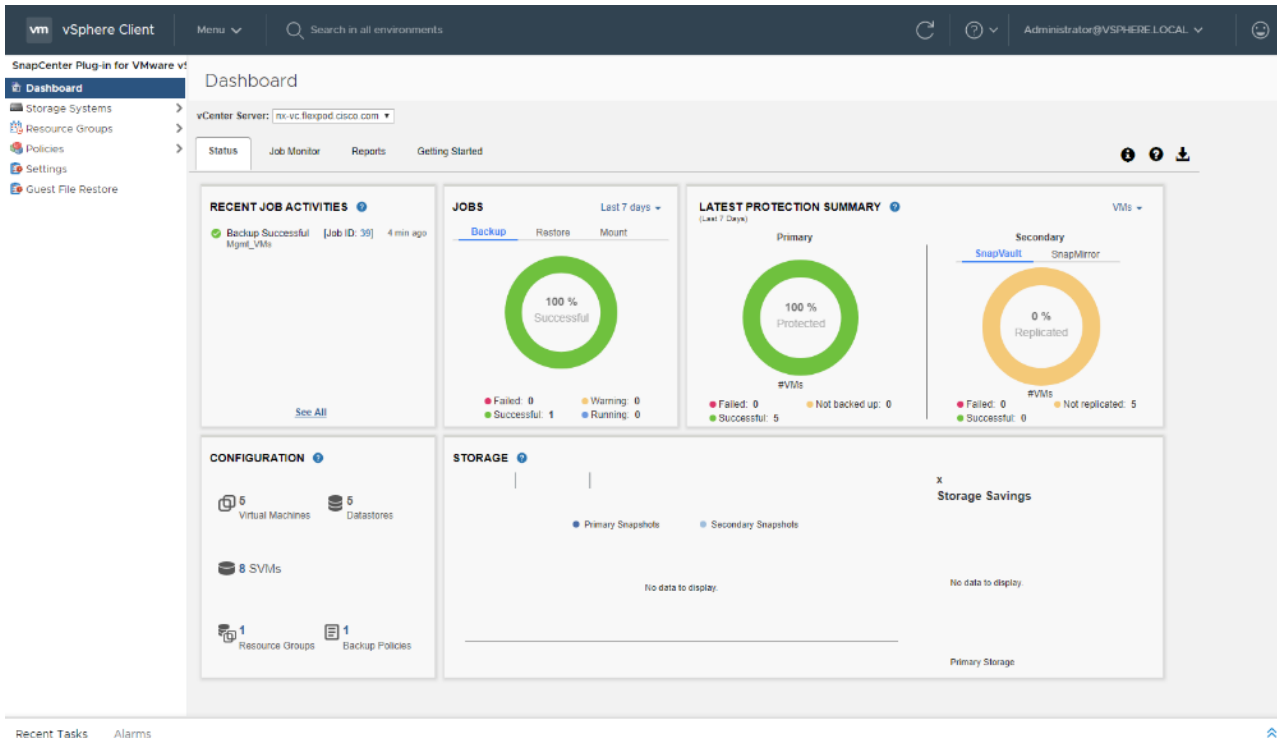 vm vSphere Client Menu Search in all environments Administrator@VSPHERE.LOCAL
SnapCenter Plug-in for VMware
Dashboard
Storage Systems
Resource Groups
Policies
Settings
Guest File Restore
Dashboard
vCenter Server: nx-vc.flexpod.cisco.com
Status Job Monitor Reports Getting Started
RECENT JOB ACTIVITIES
Backup Successful [Job ID: 39] 4 min ago
Mgmt_VMs
See All
JOBS Last 7 days
Backup Restore Mount
100 %
Successful
Failed: 0 Warning: 0
Successful: 1 Running: 0
LATEST PROTECTION SUMMARY VMs
(Last 7 Days)
Primary
100 %
Protected
#VMs
Failed: 0 Not backed up: 0
Successful: 5
Secondary
SnapVault SnapMirror
0 %
Replicated
#VMs
Failed: 0 Not replicated: 5
Successful: 0
CONFIGURATION
5
Virtual Machines
5
Datastores
8 SVMs
1
Resource Groups
1
Backup Policies
STORAGE
Primary Snapshots Secondary Snapshots
No data to display.
x
Storage Savings
No data to display.
Primary Storage
Recent Tasks Alarms